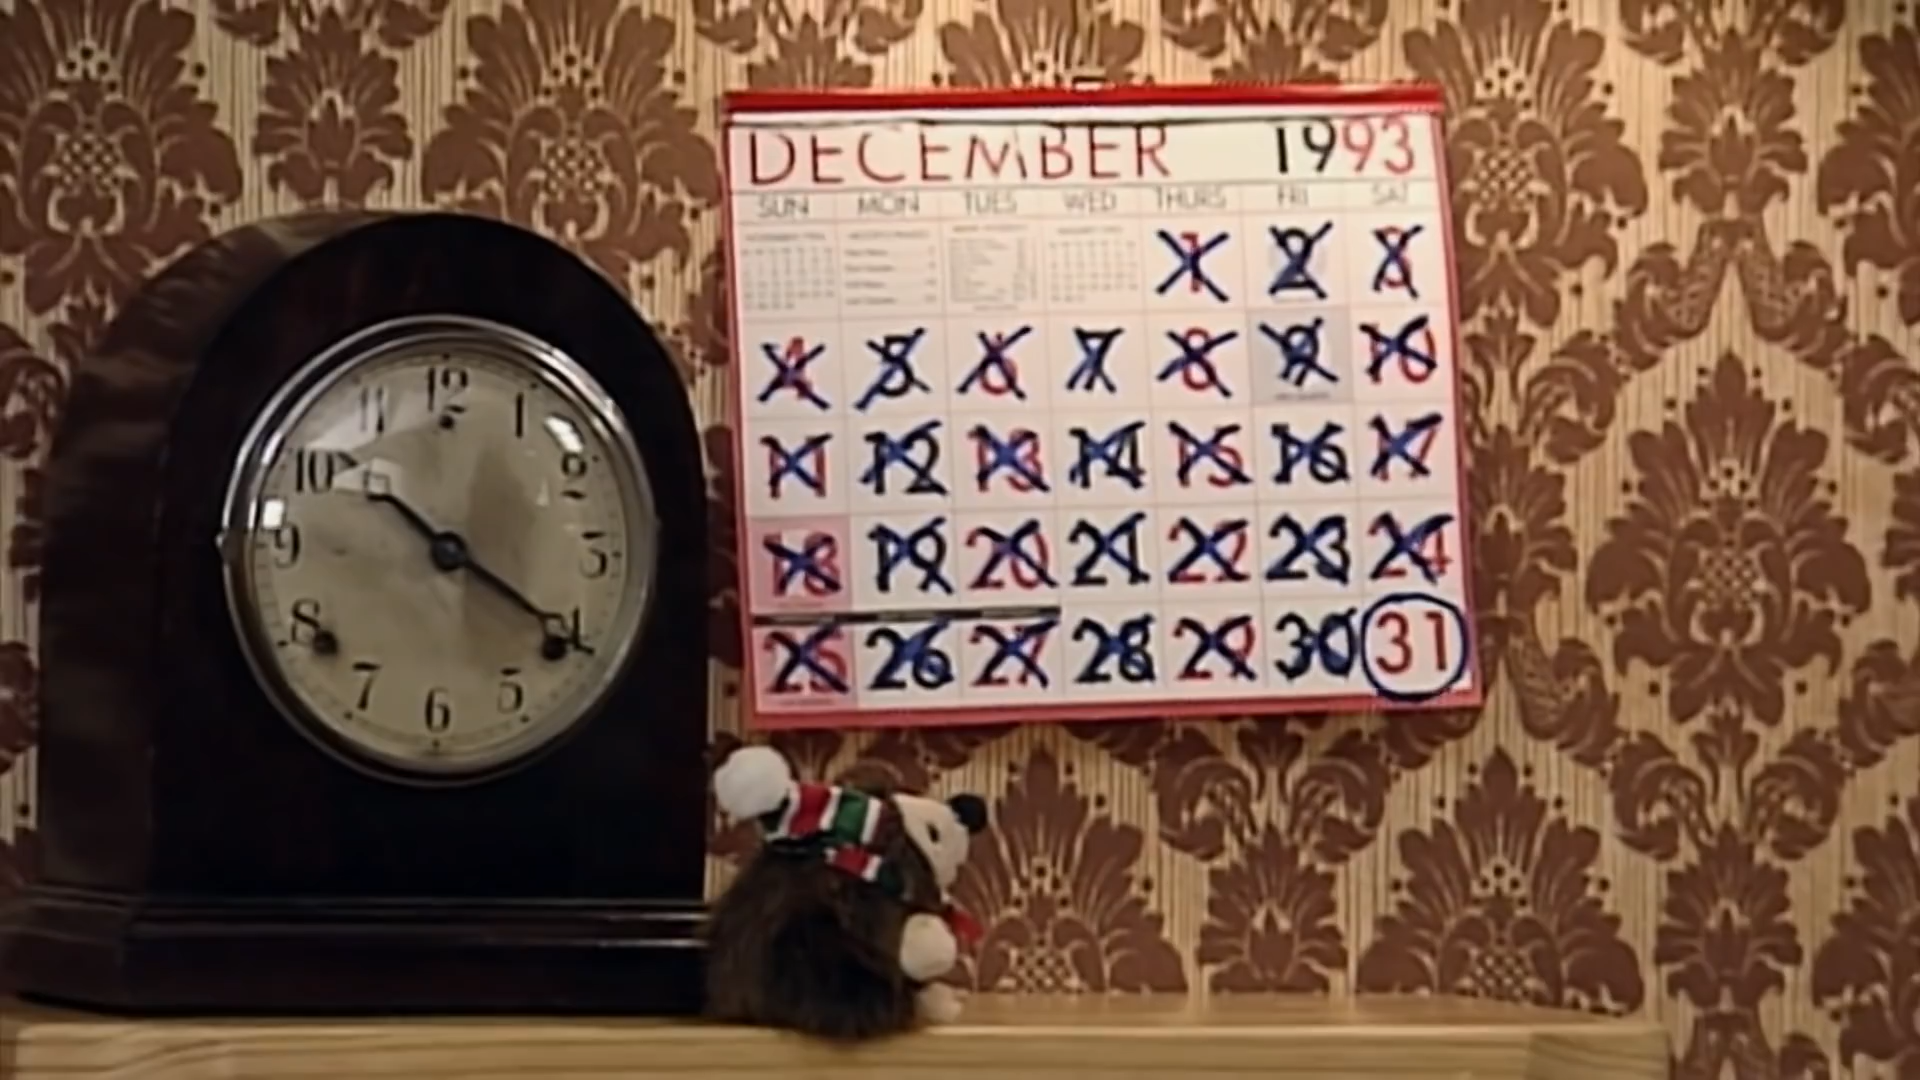 DECEMBER 1993
SUN MON TUES WED THURS FRI SAT
1 2 3
4 5 6 7 8 9 10
11 12 13 14 15 16 17
18 19 20 21 22 23 24
25 26 27 28 29 30 31
12
11 1
10 2
9 3
8 4
7 5
6